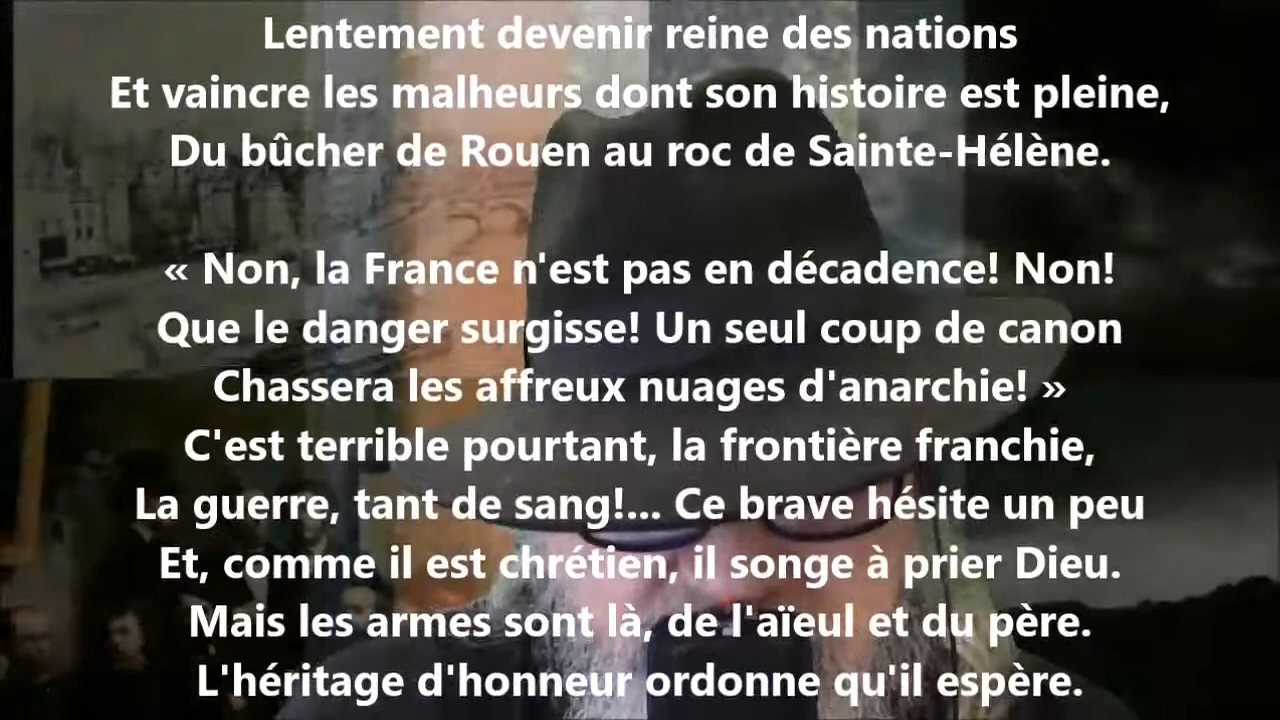 Lentement devenir reine des nations
Et vaincre les malheurs dont son histoire est pleine,
Du bûcher de Rouen au roc de Sainte-Hélène.
« Non, la France n'est pas en décadence! Non!
Que le danger surgisse! Un seul coup de canon
Chassera les affreux nuages d'anarchie! »
C'est terrible pourtant, la frontière franchie,
La guerre, tant de sang!... Ce brave hésite un peu
Et, comme il est chrétien, il songe à prier Dieu.
Mais les armes sont là, de l'aïeul et du père.
L'héritage d'honneur ordonne qu'il espère.